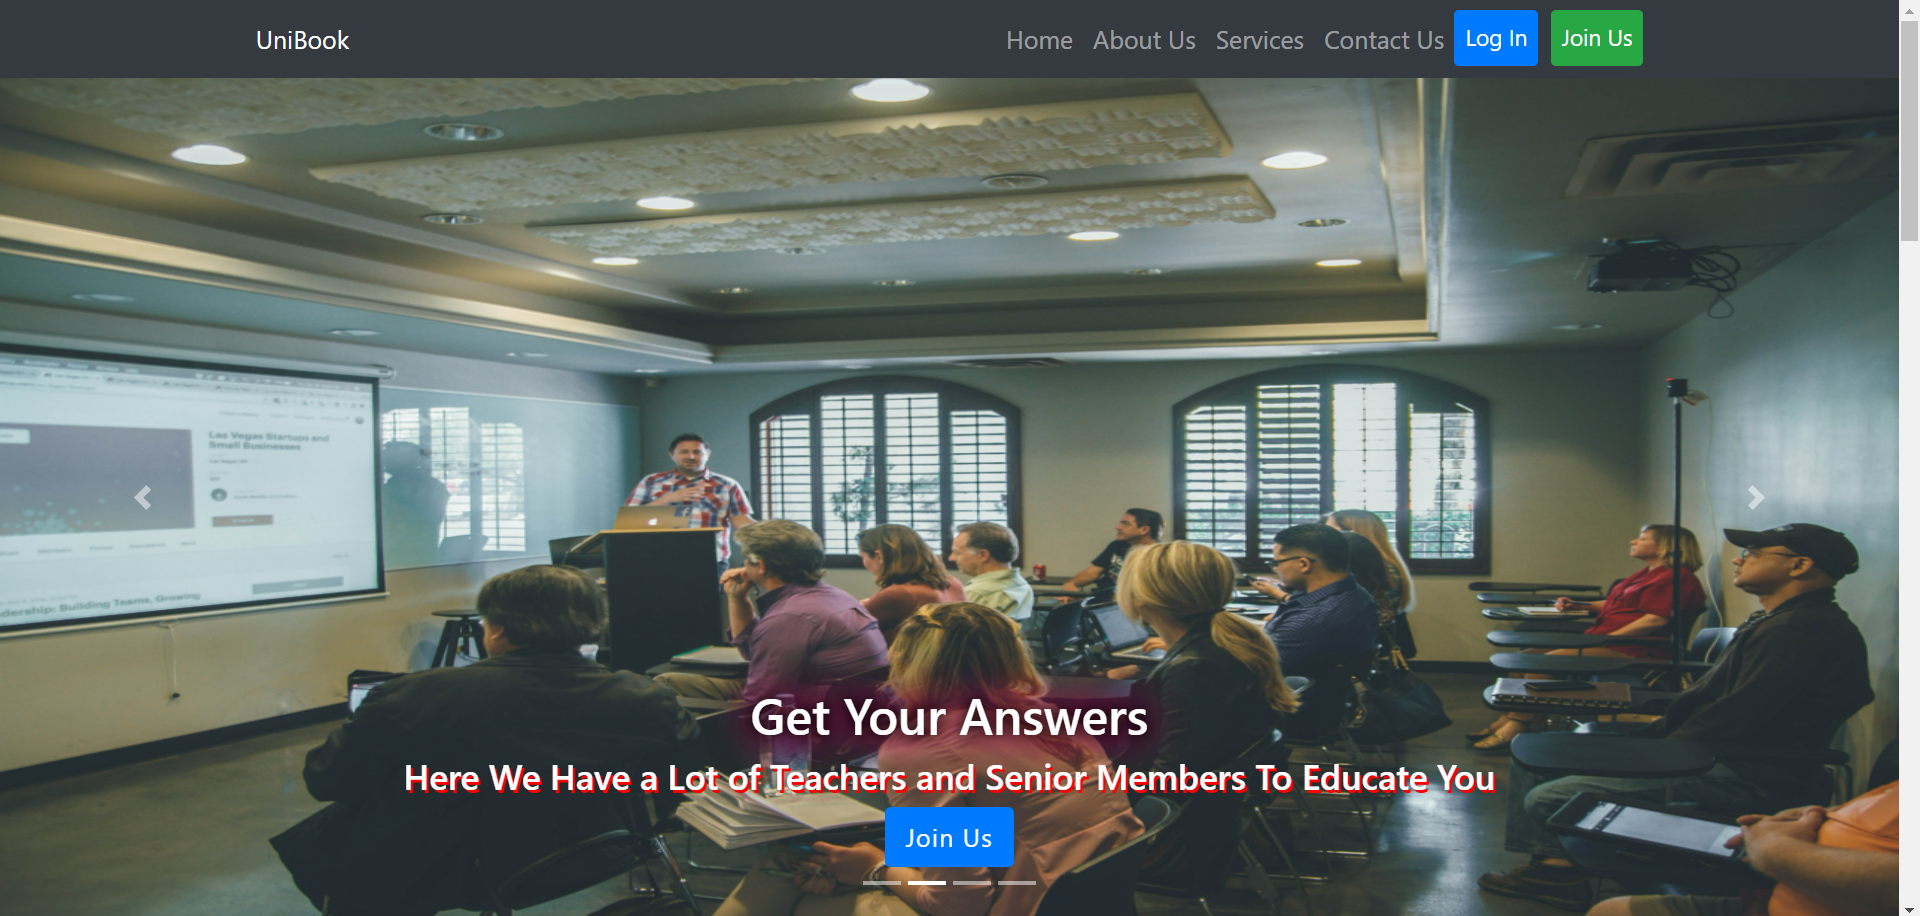 UniBook
Home About Us Services Contact Us Log In Join Us
Las Vegas Startups and
Small Businesses
Building Teams, Growing
Get Your Answers
Here We Have a Lot of Teachers and Senior Members To Educate You
Join Us